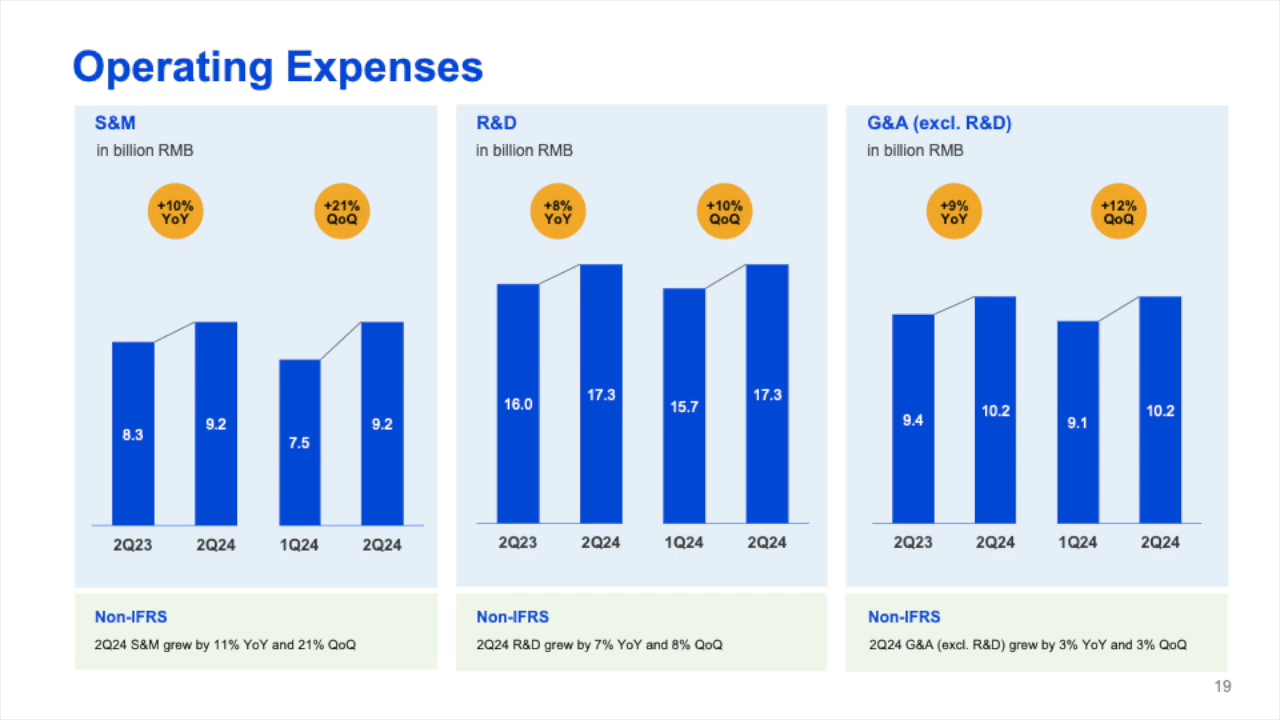 Operating Expenses
S&M
in billion RMB
+10%
YoY
+21%
QoQ
8.3
9.2
7.5
9.2
2Q23
2Q24
1Q24
2Q24
Non-IFRS
2Q24 S&M grew by 11% YoY and 21% QoQ
R&D
in billion RMB
+8%
YoY
+10%
QoQ
16.0
17.3
15.7
17.3
2Q23
2Q24
1Q24
2Q24
Non-IFRS
2Q24 R&D grew by 7% YoY and 8% QoQ
G&A (excl. R&D)
in billion RMB
+9%
YoY
+12%
QoQ
9.4
10.2
9.1
10.2
2Q23
2Q24
1Q24
2Q24
Non-IFRS
2Q24 G&A (excl. R&D) grew by 3% YoY and 3% QoQ
19